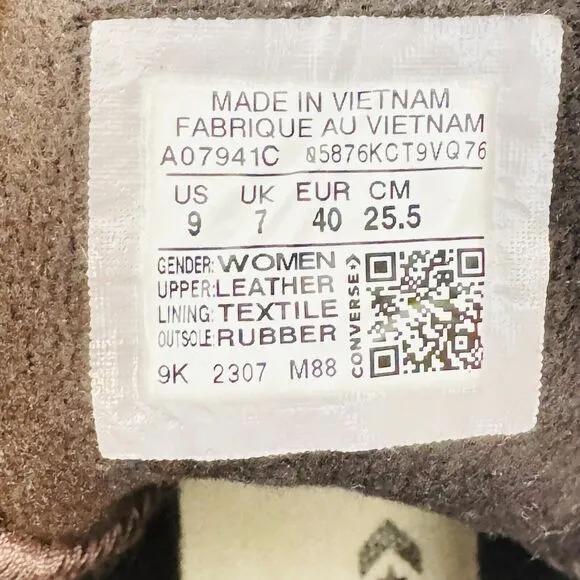 MADE IN VIETNAM
FABRIQUE AU VIETNAM
A07941C Q5876KCT9VQ76
US UK EUR CM
9 7 40 25.5
GENDER: WOMEN
UPPER: LEATHER
LINING: TEXTILE
OUTSOLE: RUBBER
CONVERSE
9K 2307 M88